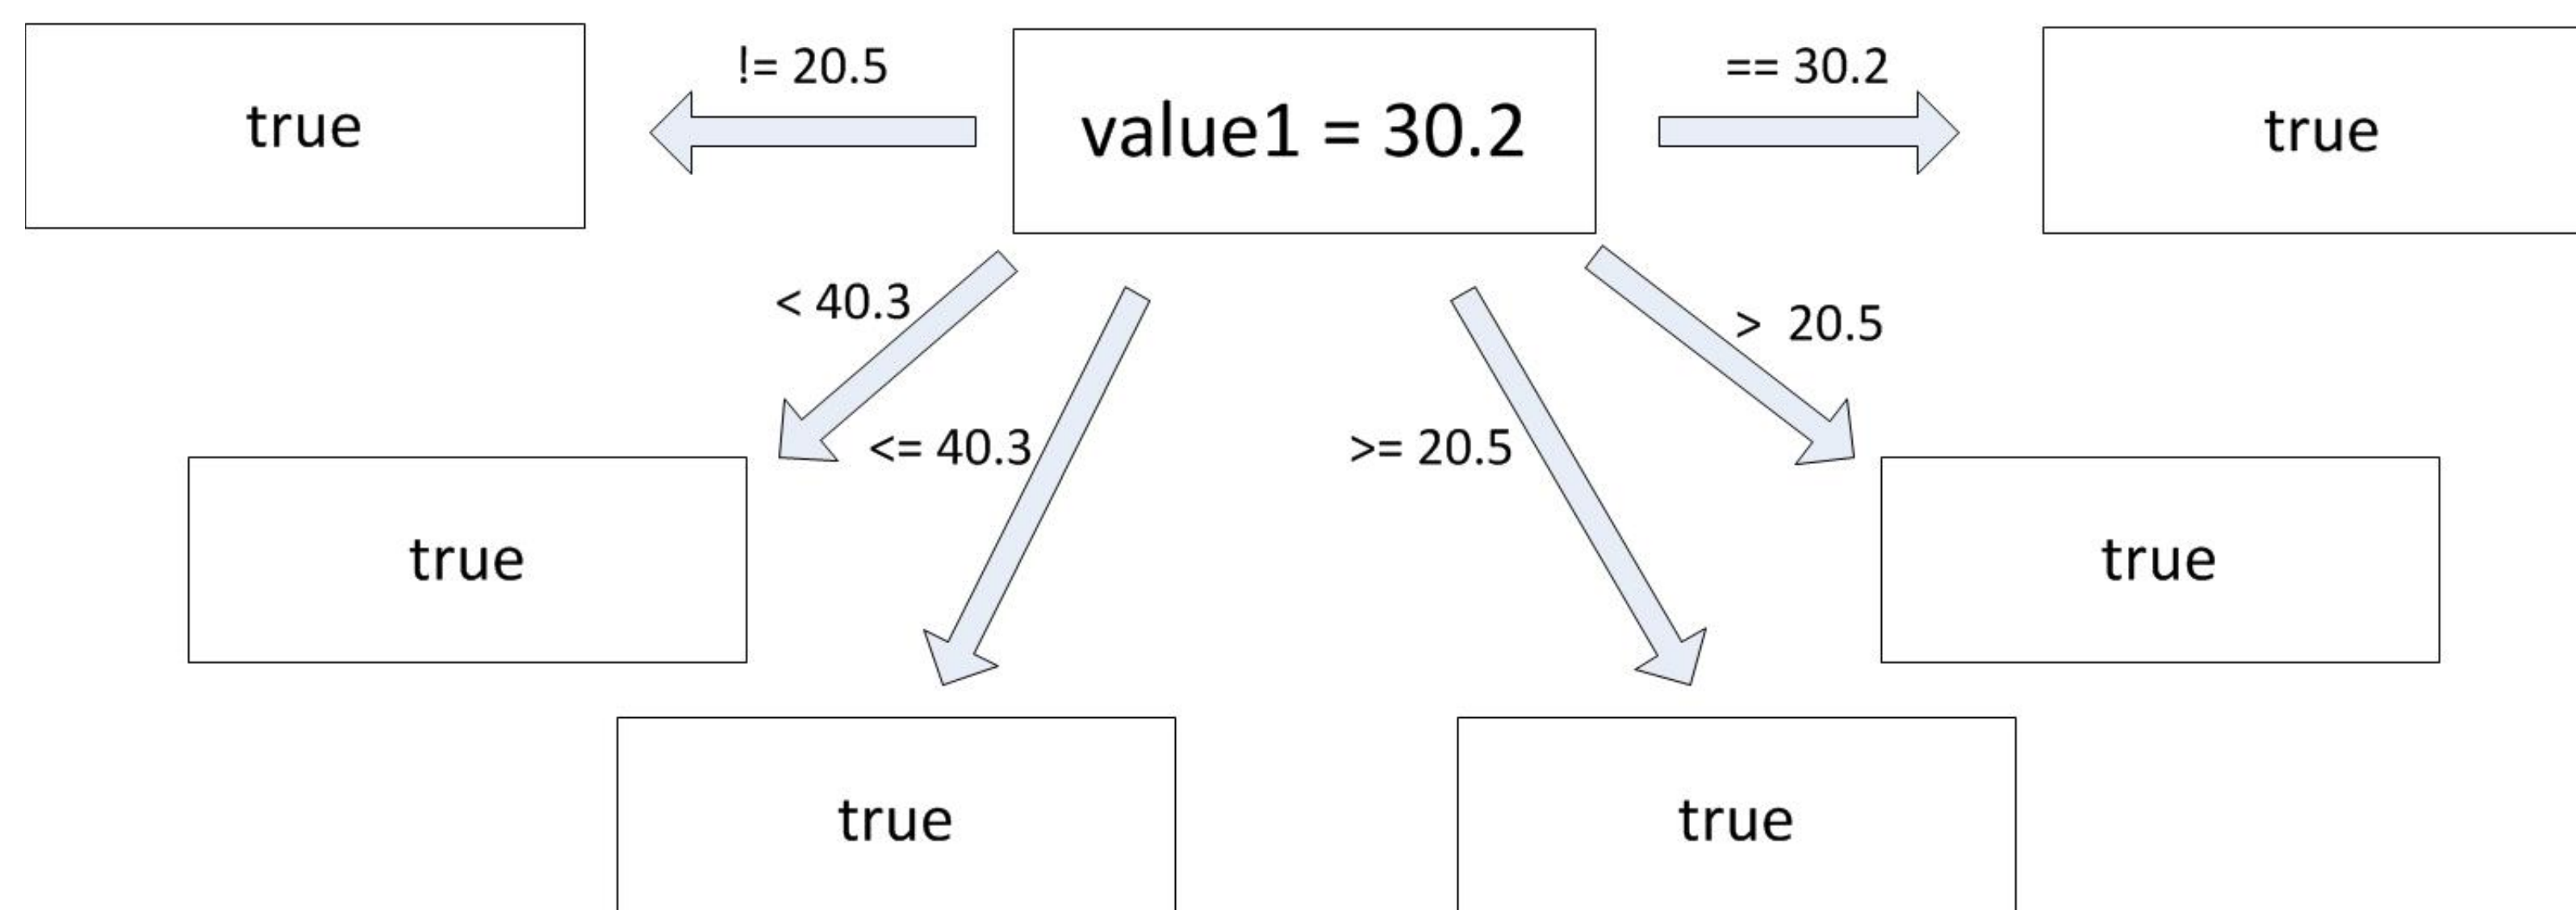 != 20.5
== 30.2
true
value1 = 30.2
true
< 40.3
> 20.5
<= 40.3
>= 20.5
true
true
true
true